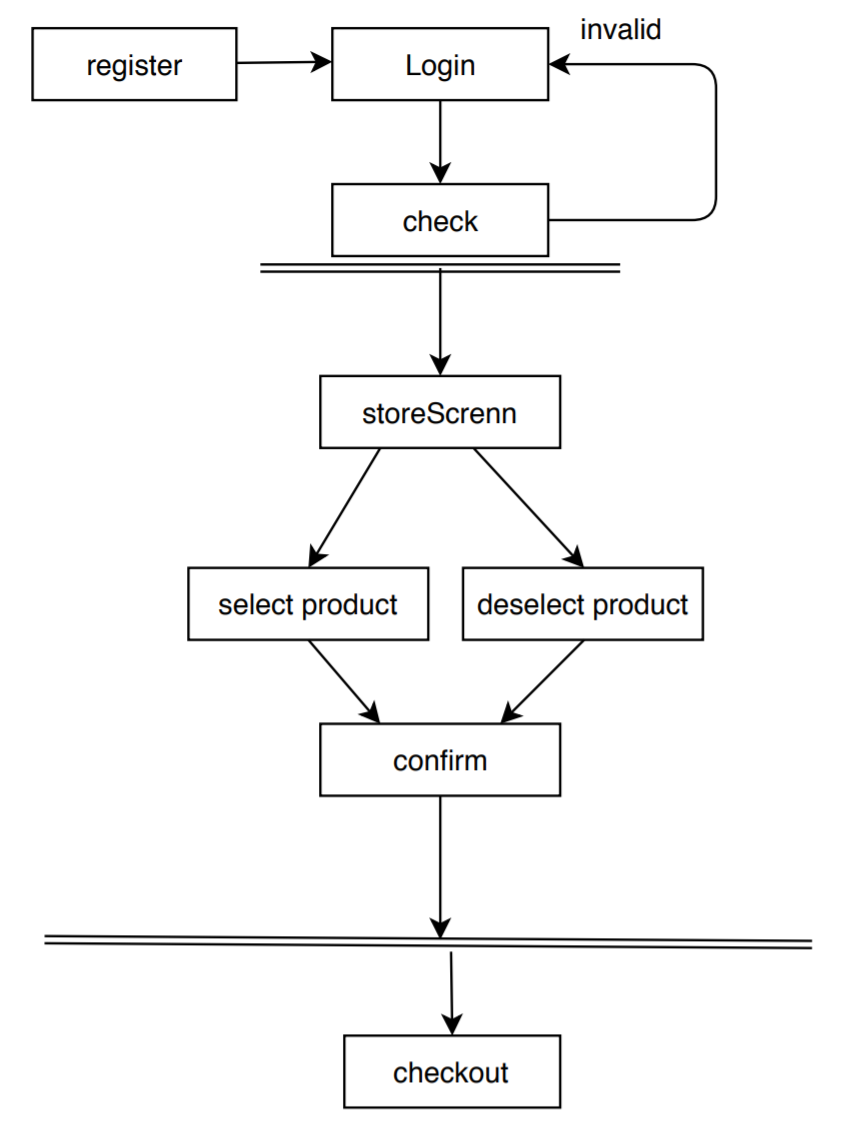 invalid
register
Login
check
storeScrenn
select product
deselect product
confirm
checkout